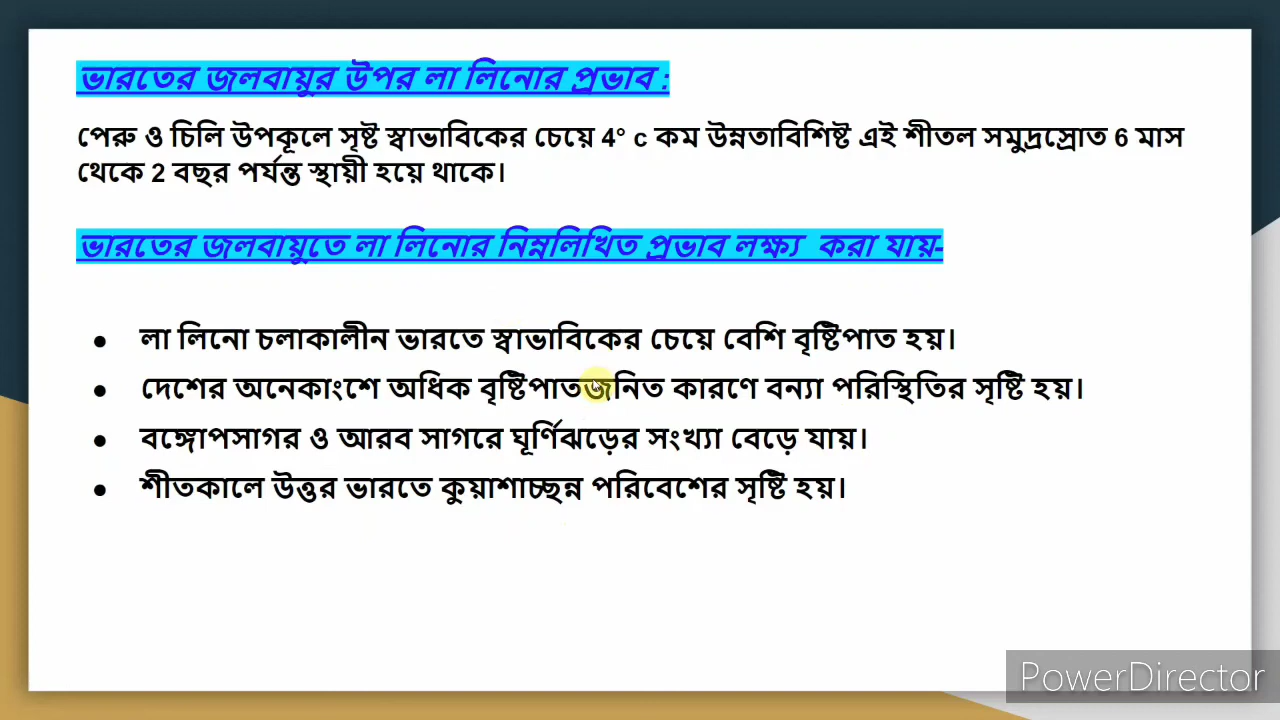 ভারতের জলবায়ুর উপর লা লিনোর প্রভাব :
পেরু ও চিলি উপকূলে সৃষ্ট স্বাভাবিকের চেয়ে 4° c কম উন্নতাবিশিষ্ট এই শীতল সমুদ্রস্রোত 6 মাস
থেকে 2 বছর পর্যন্ত স্থায়ী হয়ে থাকে।
ভারতের জলবায়ুতে লা লিনোর নিম্নলিখিত প্রভাব লক্ষ্য করা যায়-
● লা লিনো চলাকালীন ভারতে স্বাভাবিকের চেয়ে বেশি বৃষ্টিপাত হয়।
● দেশের অনেকাংশে অধিক বৃষ্টিপাতজনিত কারণে বন্যা পরিস্থিতির সৃষ্টি হয়।
● বঙ্গোপসাগর ও আরব সাগরে ঘূর্ণিঝড়ের সংখ্যা বেড়ে যায়।
● শীতকালে উত্তর ভারতে কুয়াশাচ্ছন্ন পরিবেশের সৃষ্টি হয়।
PowerDirector